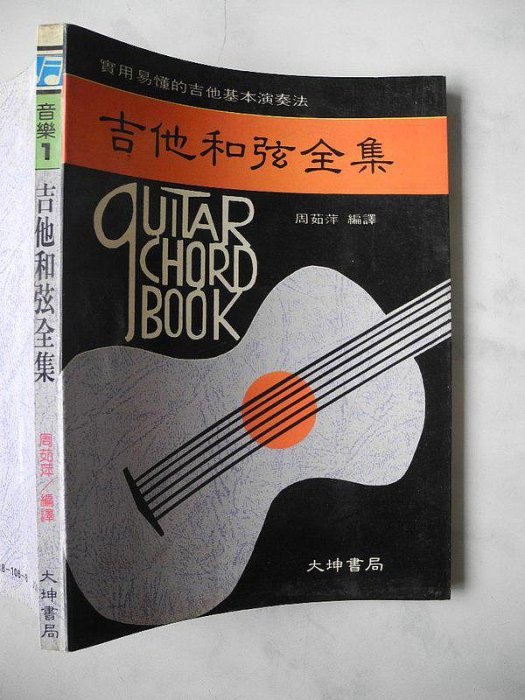 實用易懂的吉他基本演奏法
吉他和弦全集
GUITAR
CHORD
BOOK
周茹萍 編譯
大坤書局
音樂1
吉他和弦全集
周茹萍/編譯
大坤書局